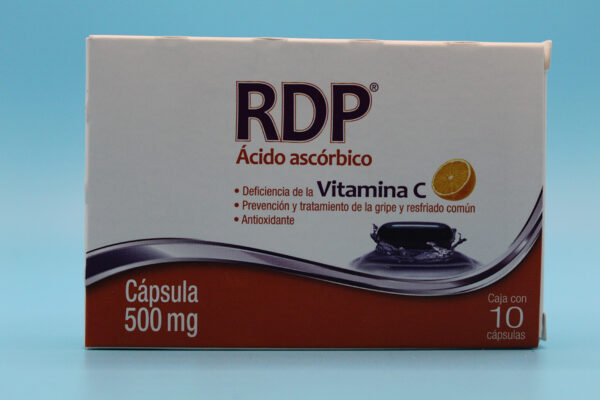 RDP®
Ácido ascórbico
• Deficiencia de la Vitamina C
• Prevención y tratamiento de la gripe y resfriado común
• Antioxidante
Cápsula
500 mg
Caja con
10
cápsulas